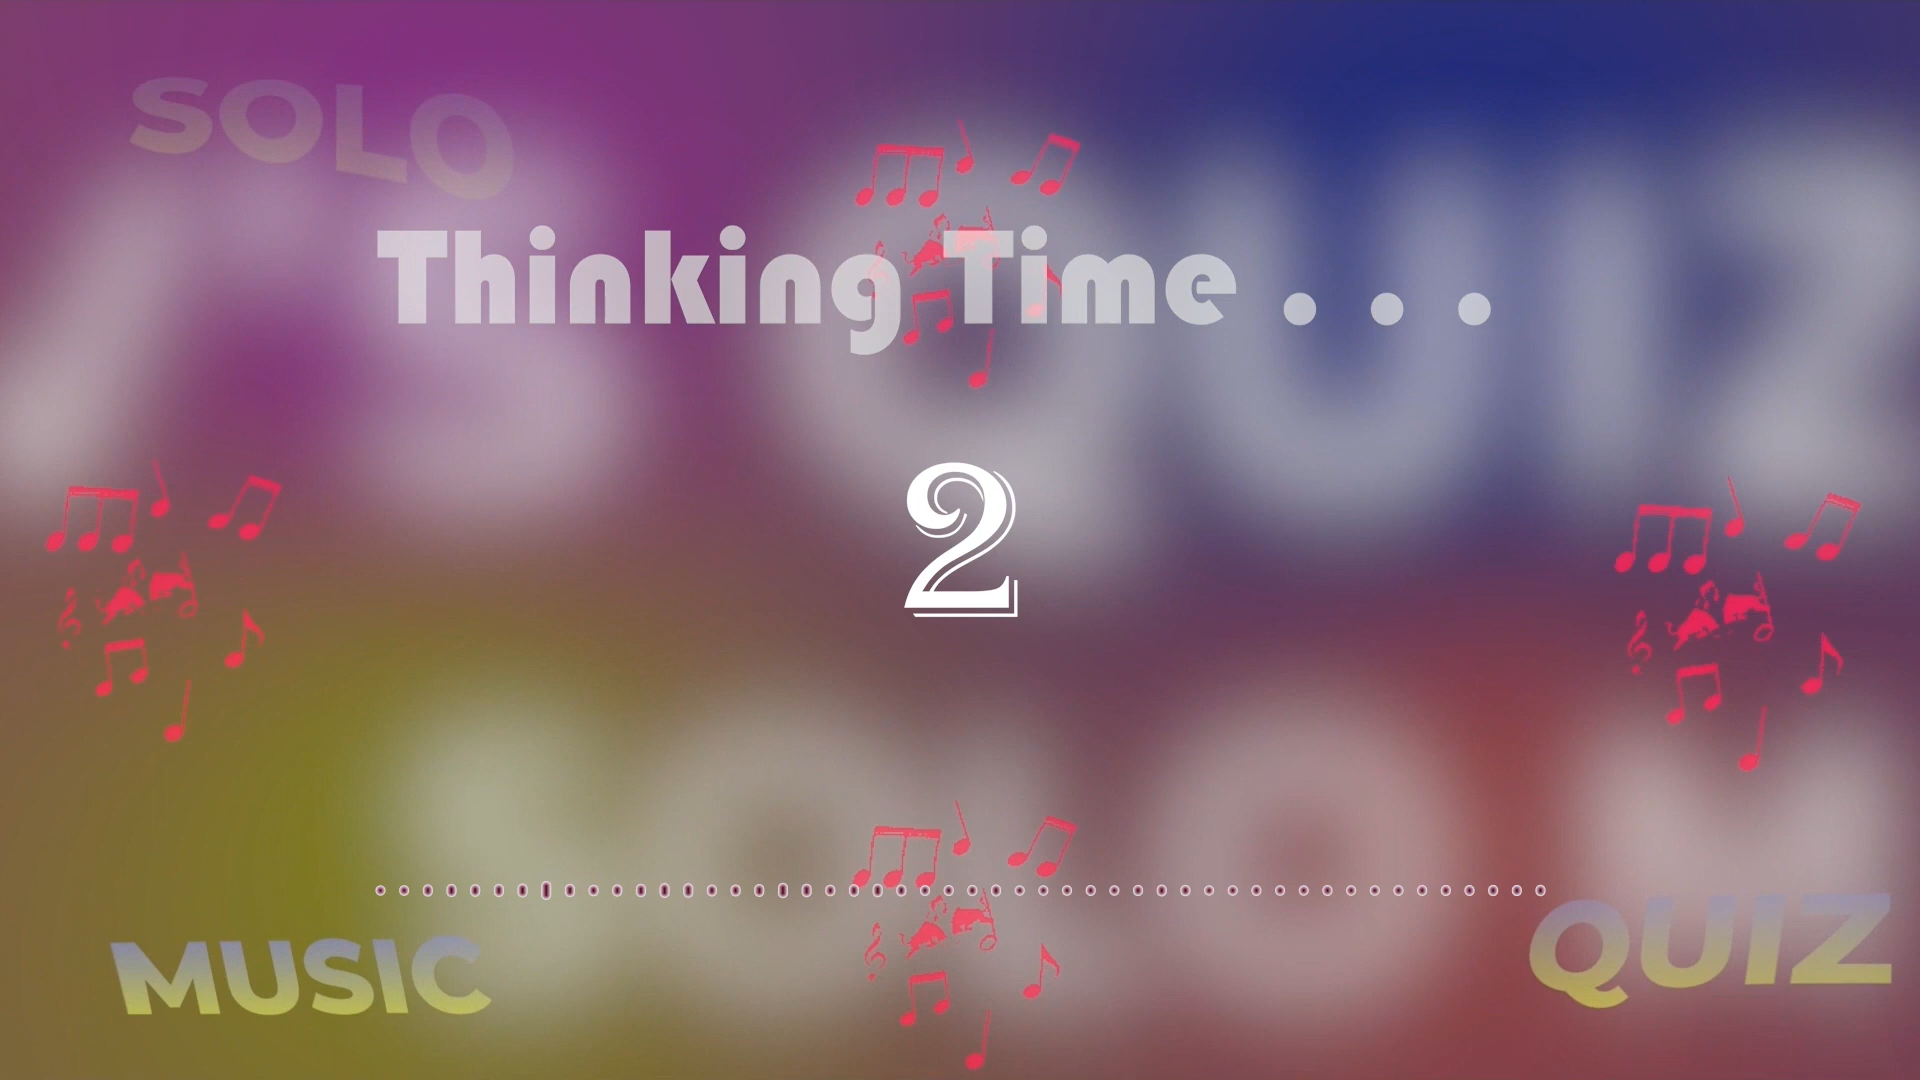 SOLO
Thinking Time . . .
2
MUSIC
QUIZ